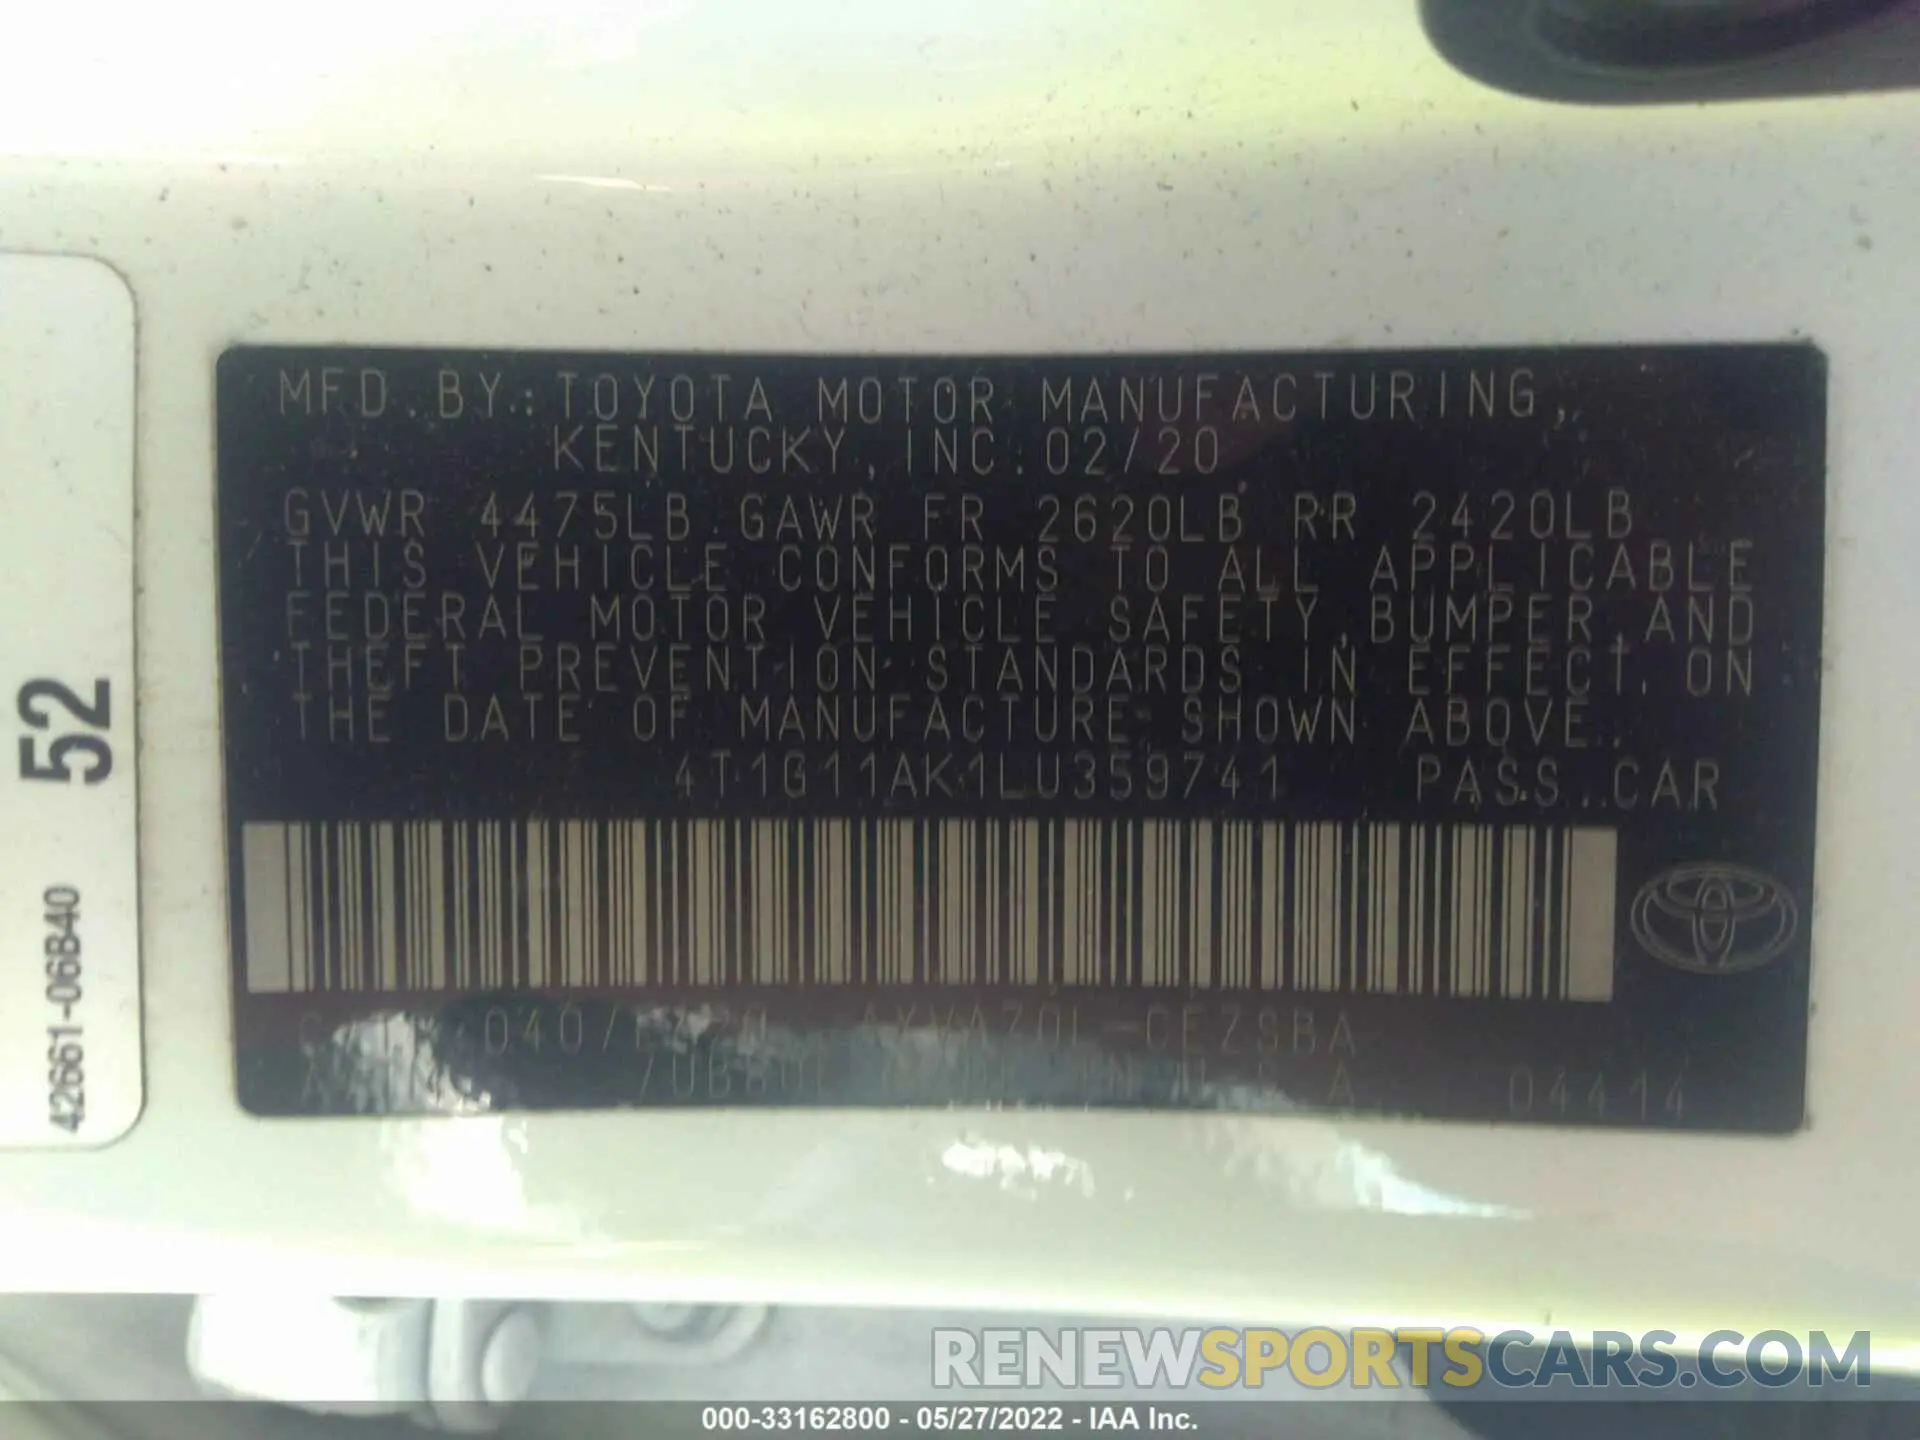 MFD.BY: TOYOTA MOTOR MANUFACTURING,
KENTUCKY, INC. 02/20
GVWR 4475LB GAWR FR 2620LB RR 2420LB
THIS VEHICLE CONFORMS TO ALL APPLICABLE
FEDERAL MOTOR VEHICLE SAFETY, BUMPER, AND
THEFT PREVENTION STANDARDS IN EFFECT ON
THE DATE OF MANUFACTURE SHOWN ABOVE.
4T1G11AK1LU359741 PASS. CAR
AXVA70L-CEZSBA
04414
52
42661-06B40
RENEWSPORTSCARS.COM
000-33162800 - 05/27/2022 - IAA Inc.